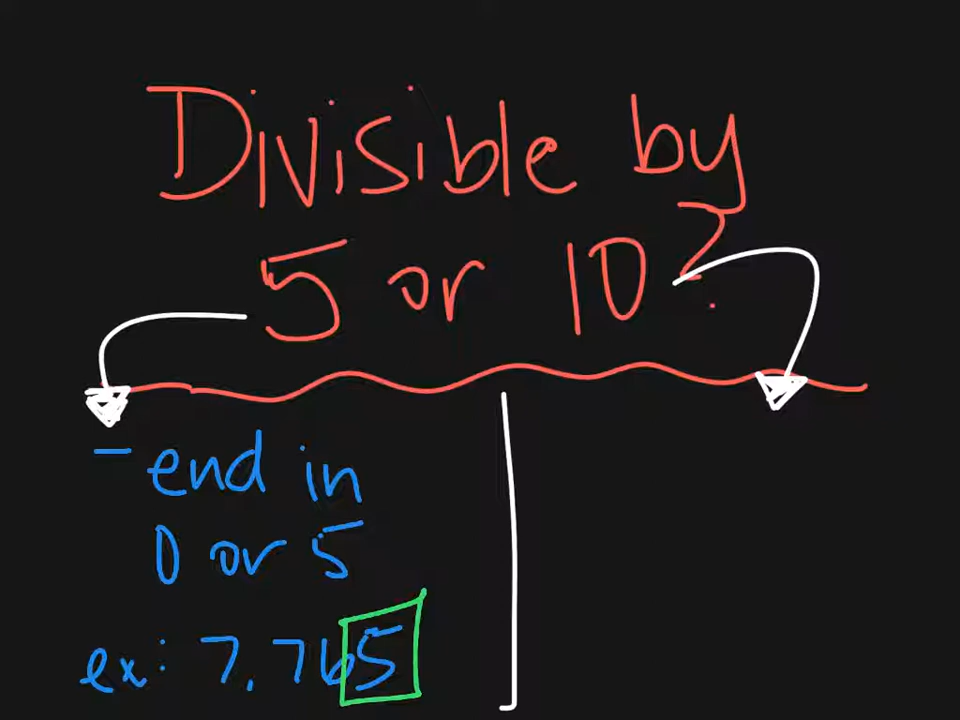 Divisible by
5 or 10?
- end in
0 or 5
ex: 7,765